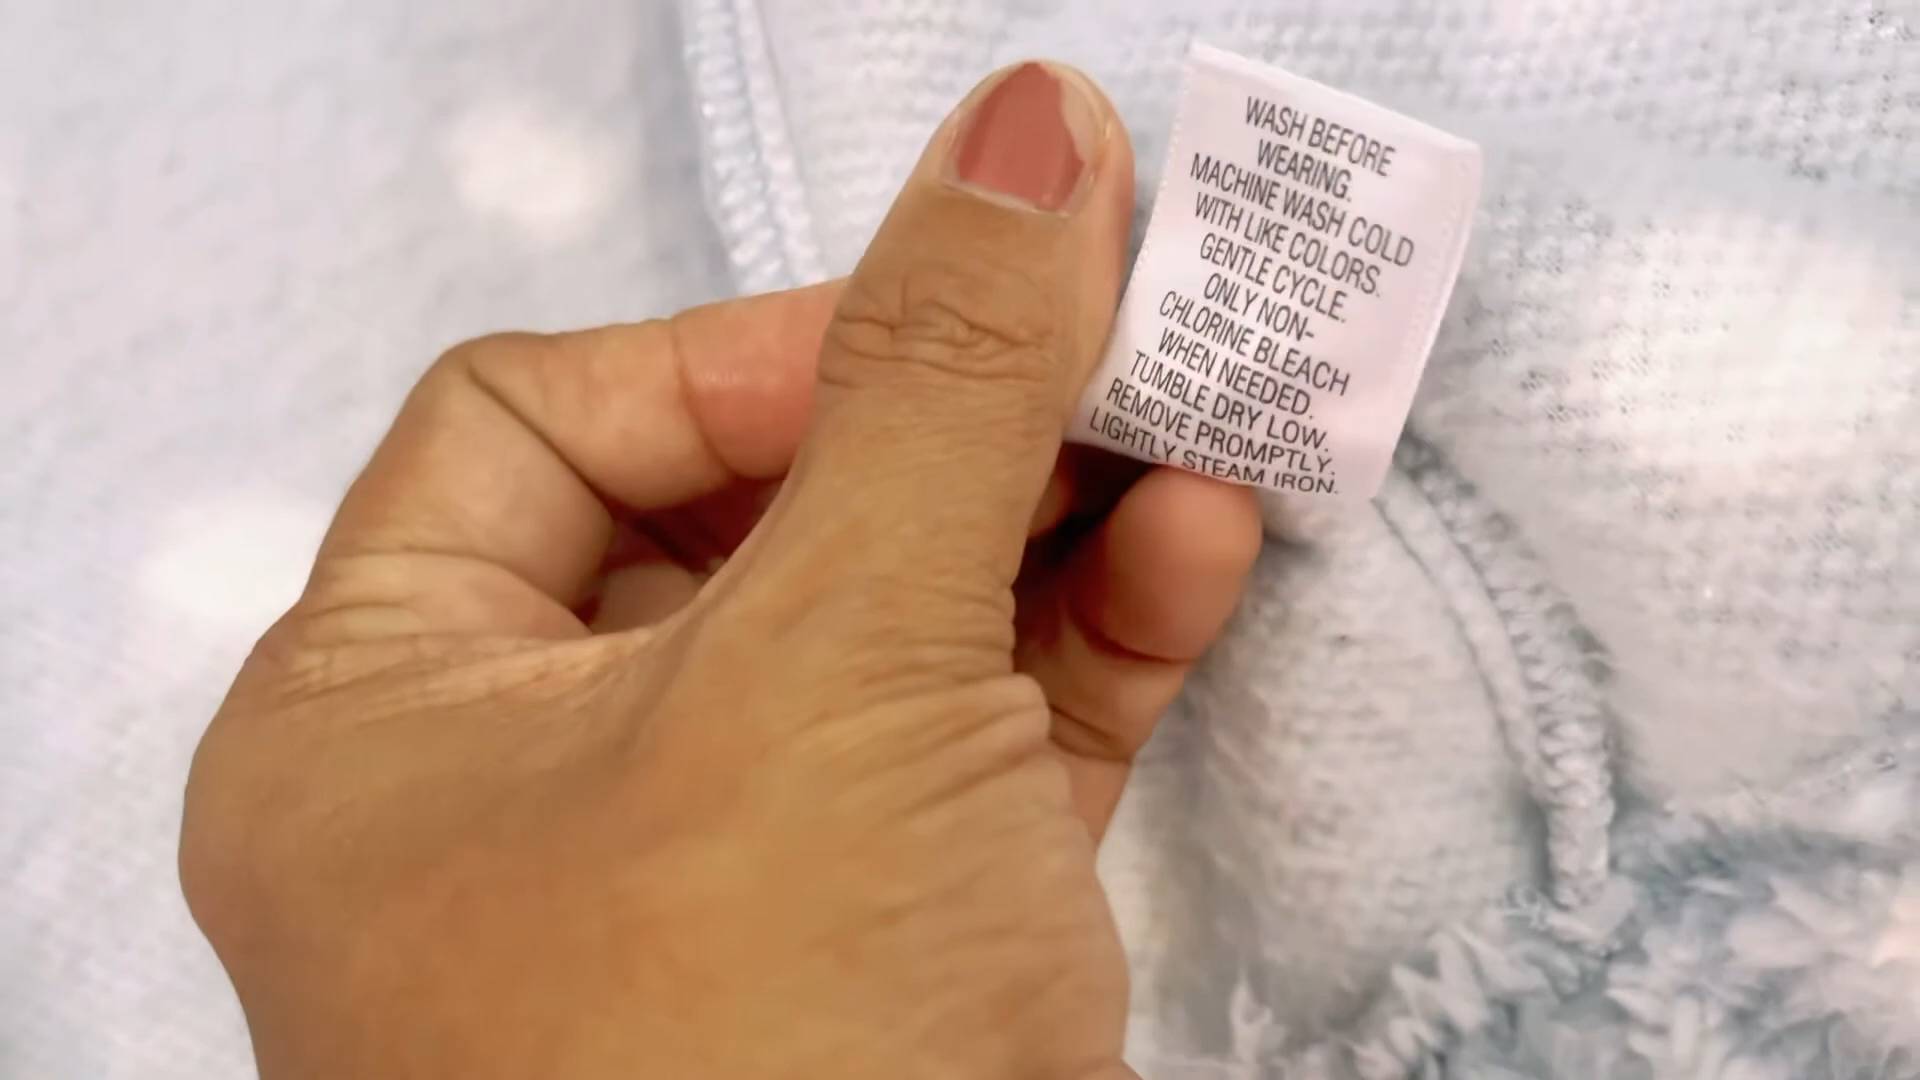 WASH BEFORE
WEARING.
MACHINE WASH COLD
WITH LIKE COLORS.
GENTLE CYCLE.
ONLY NON-
CHLORINE BLEACH
WHEN NEEDED.
TUMBLE DRY LOW.
REMOVE PROMPTLY.
LIGHTLY STEAM IRON.